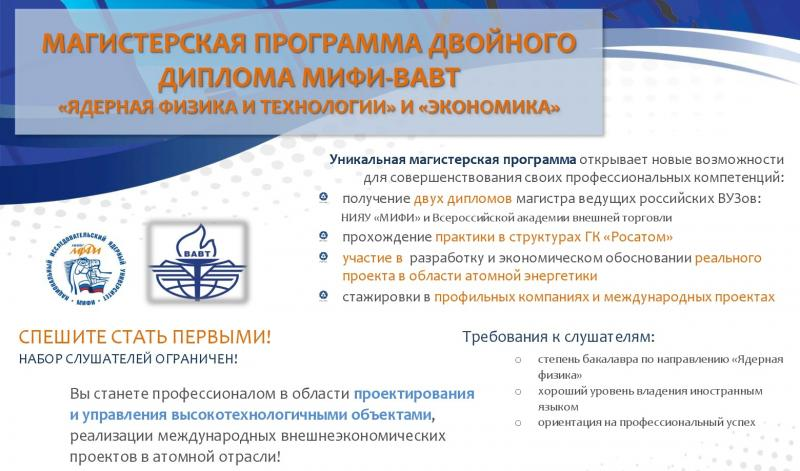 МАГИСТЕРСКАЯ ПРОГРАММА ДВОЙНОГО
ДИПЛОМА МИФИ-ВАВТ
«ЯДЕРНАЯ ФИЗИКА И ТЕХНОЛОГИИ» И «ЭКОНОМИКА»
Уникальная магистерская программа открывает новые возможности
для совершенствования своих профессиональных компетенций:
получение двух дипломов магистра ведущих российских ВУЗов:
НИЯУ «МИФИ» и Всероссийской академии внешней торговли
прохождение практики в структурах ГК «Росатом»
участие в разработку и экономическом обосновании реального
проекта в области атомной энергетики
стажировки в профильных компаниях и международных проектах
НАЦИОНАЛЬНЫЙ ИССЛЕДОВАТЕЛЬСКИЙ ЯДЕРНЫЙ УНИВЕРСИТЕТ
МИФИ
МИФИ
ВАВТ
СПЕШИТЕ СТАТЬ ПЕРВЫМИ!
НАБОР СЛУШАТЕЛЕЙ ОГРАНИЧЕН!
Вы станете профессионалом в области проектирования
и управления высокотехнологичными объектами,
реализации международных внешнеэкономических
проектов в атомной отрасли!
Требования к слушателям:
o степень бакалавра по направлению «Ядерная
физика»
o хороший уровень владения иностранным
языком
o ориентация на профессиональный успех